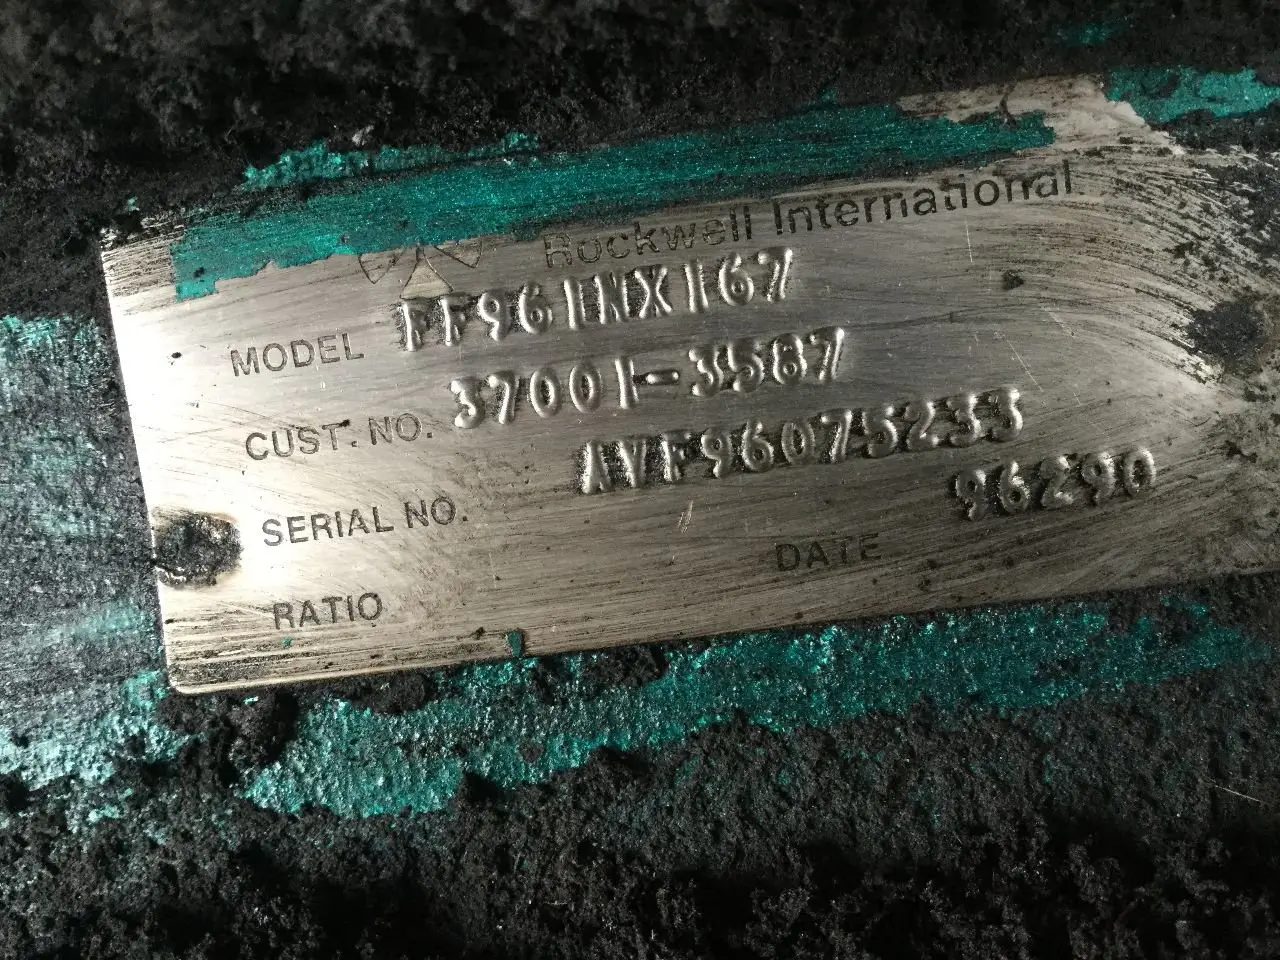 Rockwell International
MODEL FF961NX167
CUST. NO. 37001-3587
SERIAL NO. AVF96075233
RATIO DATE 96290